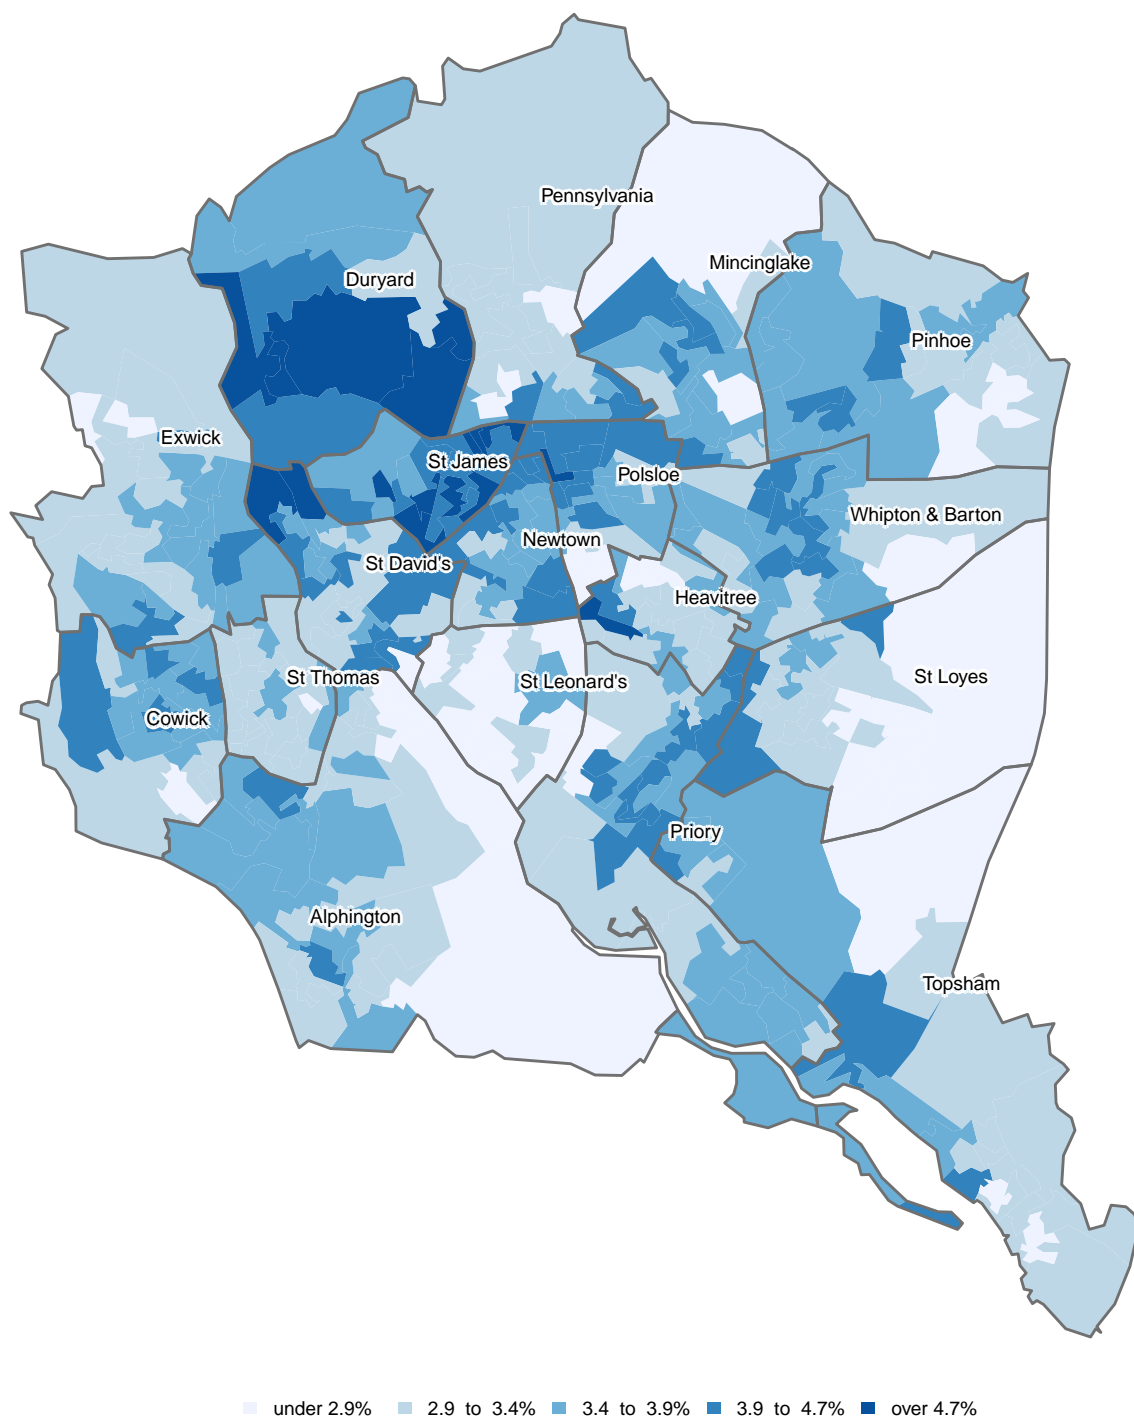 Pennsylvania
Mincinglake
Duryard
Pinhoe
Exwick
St James
Polsloe
Whipton & Barton
Newtown
St David's
Heavitree
St Thomas
St Leonard's
St Loyes
Cowick
Priory
Alphington
Topsham
under 2.9% 2.9 to 3.4% 3.4 to 3.9% 3.9 to 4.7% over 4.7%